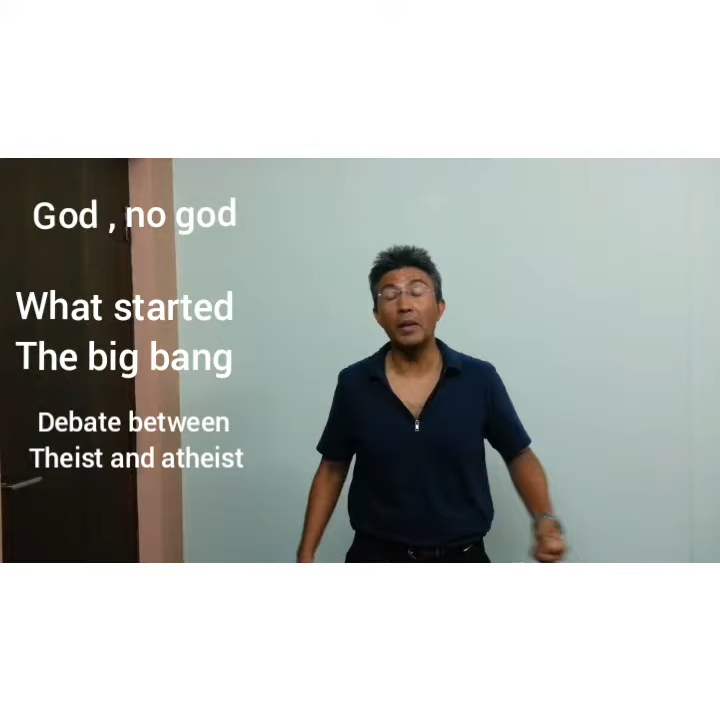 God , no god
What started
The big bang
Debate between
Theist and atheist